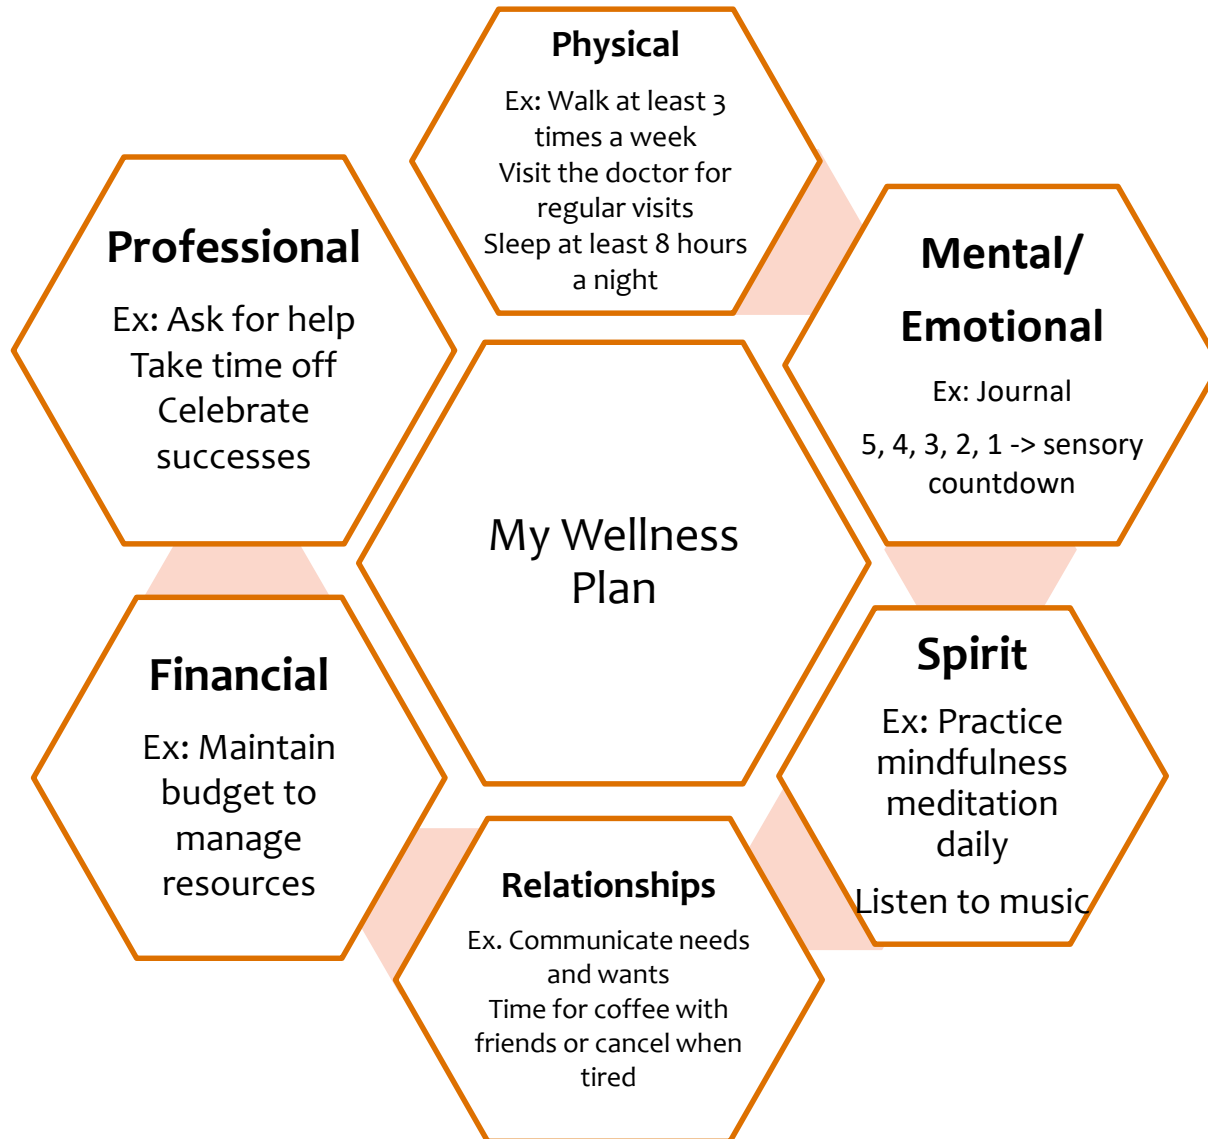 Physical
Ex: Walk at least 3
times a week
Visit the doctor for
regular visits
Sleep at least 8 hours
a night
Mental/
Emotional
Ex: Journal
5, 4, 3, 2, 1 -> sensory
countdown
Spirit
Ex: Practice
mindfulness
meditation
daily
Listen to music
Relationships
Ex. Communicate needs
and wants
Time for coffee with
friends or cancel when
tired
Financial
Ex: Maintain
budget to
manage
resources
Professional
Ex: Ask for help
Take time off
Celebrate
successes
My Wellness
Plan